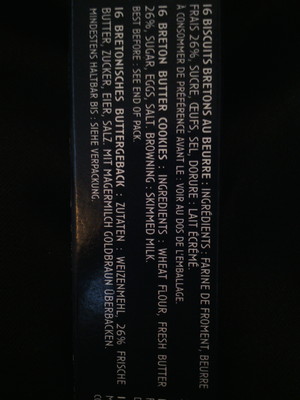 16 BISCUITS BRETONS AU BEURRE : INGRÉDIENTS : FARINE DE FROMENT, BEURRE
FRAIS 26%, SUCRE, ŒUFS, SEL, DORURE : LAIT ÉCRÉMÉ.
À CONSOMMER DE PRÉFÉRENCE AVANT LE : VOIR AU DOS DE L'EMBALLAGE.
16 BRETON BUTTER COOKIES : INGREDIENTS : WHEAT FLOUR, FRESH BUTTER
26%, SUGAR, EGGS, SALT. BROWNING : SKIMMED MILK.
BEST BEFORE : SEE END OF PACK.
16 BRETONISCHES BUTTERGEBÄCK : ZUTATEN : WEIZENMEHL, 26% FRISCHE
BUTTER, ZUCKER, EIER, SALZ. MIT MAGERMILCH GOLDBRAUN ÜBERBACKEN.
MINDESTENS HALTBAR BIS : SIEHE VERPACKUNG.